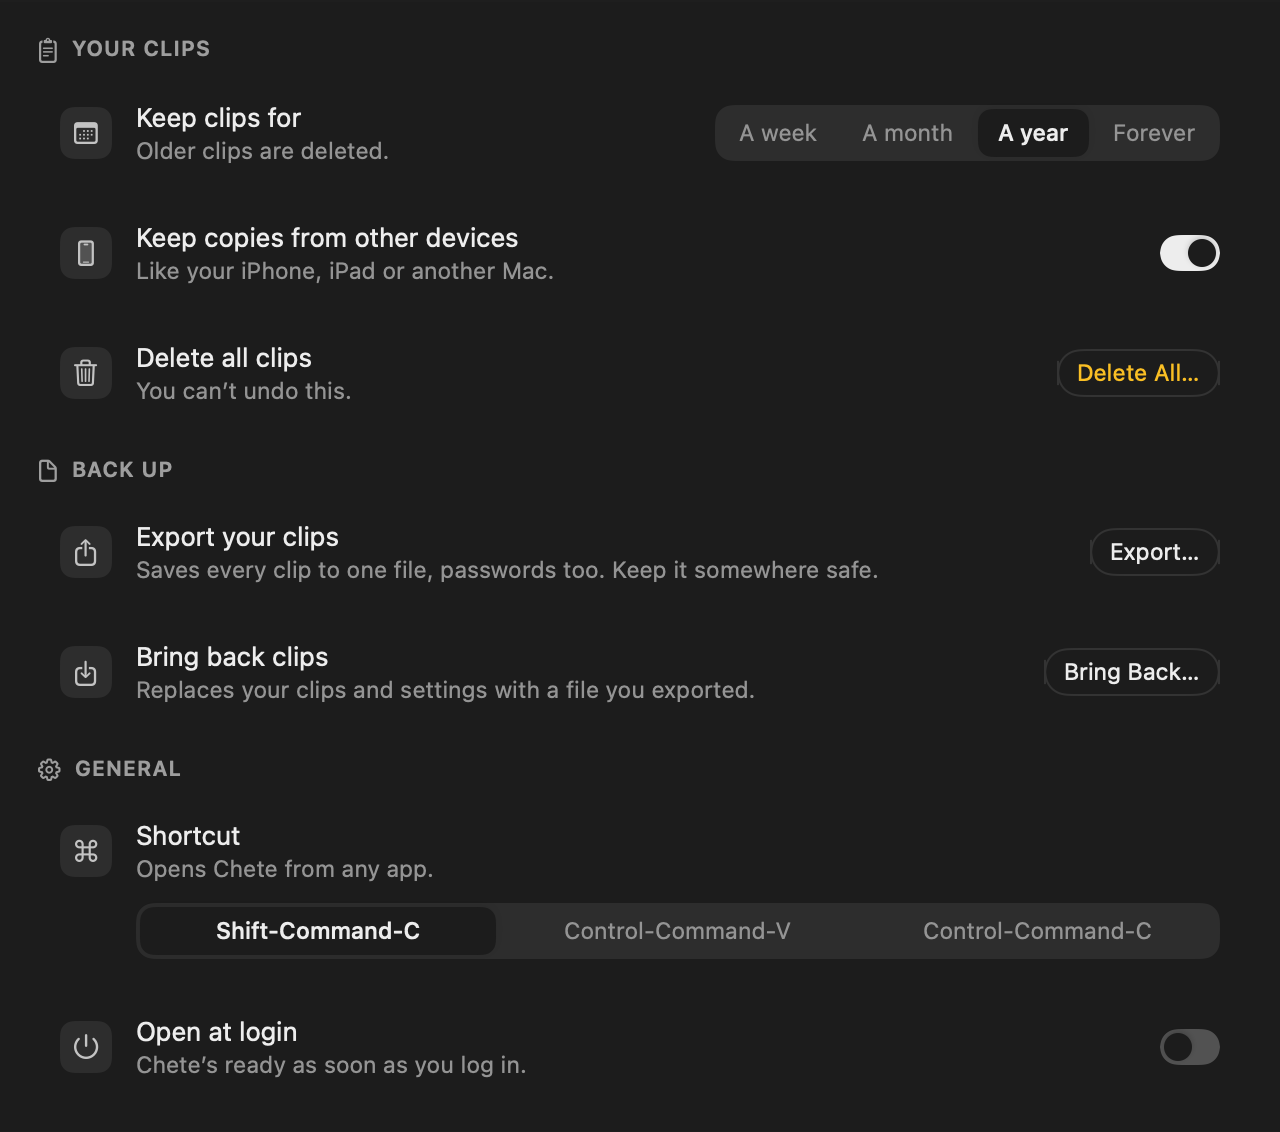 YOUR CLIPS
Keep clips for
Older clips are deleted.
A week A month A year Forever
Keep copies from other devices
Like your iPhone, iPad or another Mac.
Delete all clips
You can’t undo this.
Delete All...
BACK UP
Export your clips
Saves every clip to one file, passwords too. Keep it somewhere safe.
Export...
Bring back clips
Replaces your clips and settings with a file you exported.
Bring Back...
GENERAL
Shortcut
Opens Chete from any app.
Shift-Command-C Control-Command-V Control-Command-C
Open at login
Chete’s ready as soon as you log in.